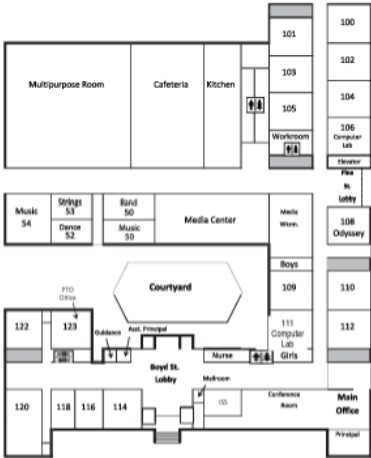 100
101
102
Multipurpose Room
Cafeteria
Kitchen
103
104
105
106
Computer
Lab
Workroom
Elevator
Pine
St.
Lobby
Music
54
Strings
53
Dance
52
Band
50
Music
50
Media Center
Media
Wkrm.
108
Odyssey
Boys
Courtyard
109
110
PTO
Office
122
123
Guidance
Asst. Principal
111
Computer
Lab
112
Boyd St.
Lobby
Nurse
Girls
Mailroom
120
118
116
114
ISS
Conference
Room
Main
Office
Principal